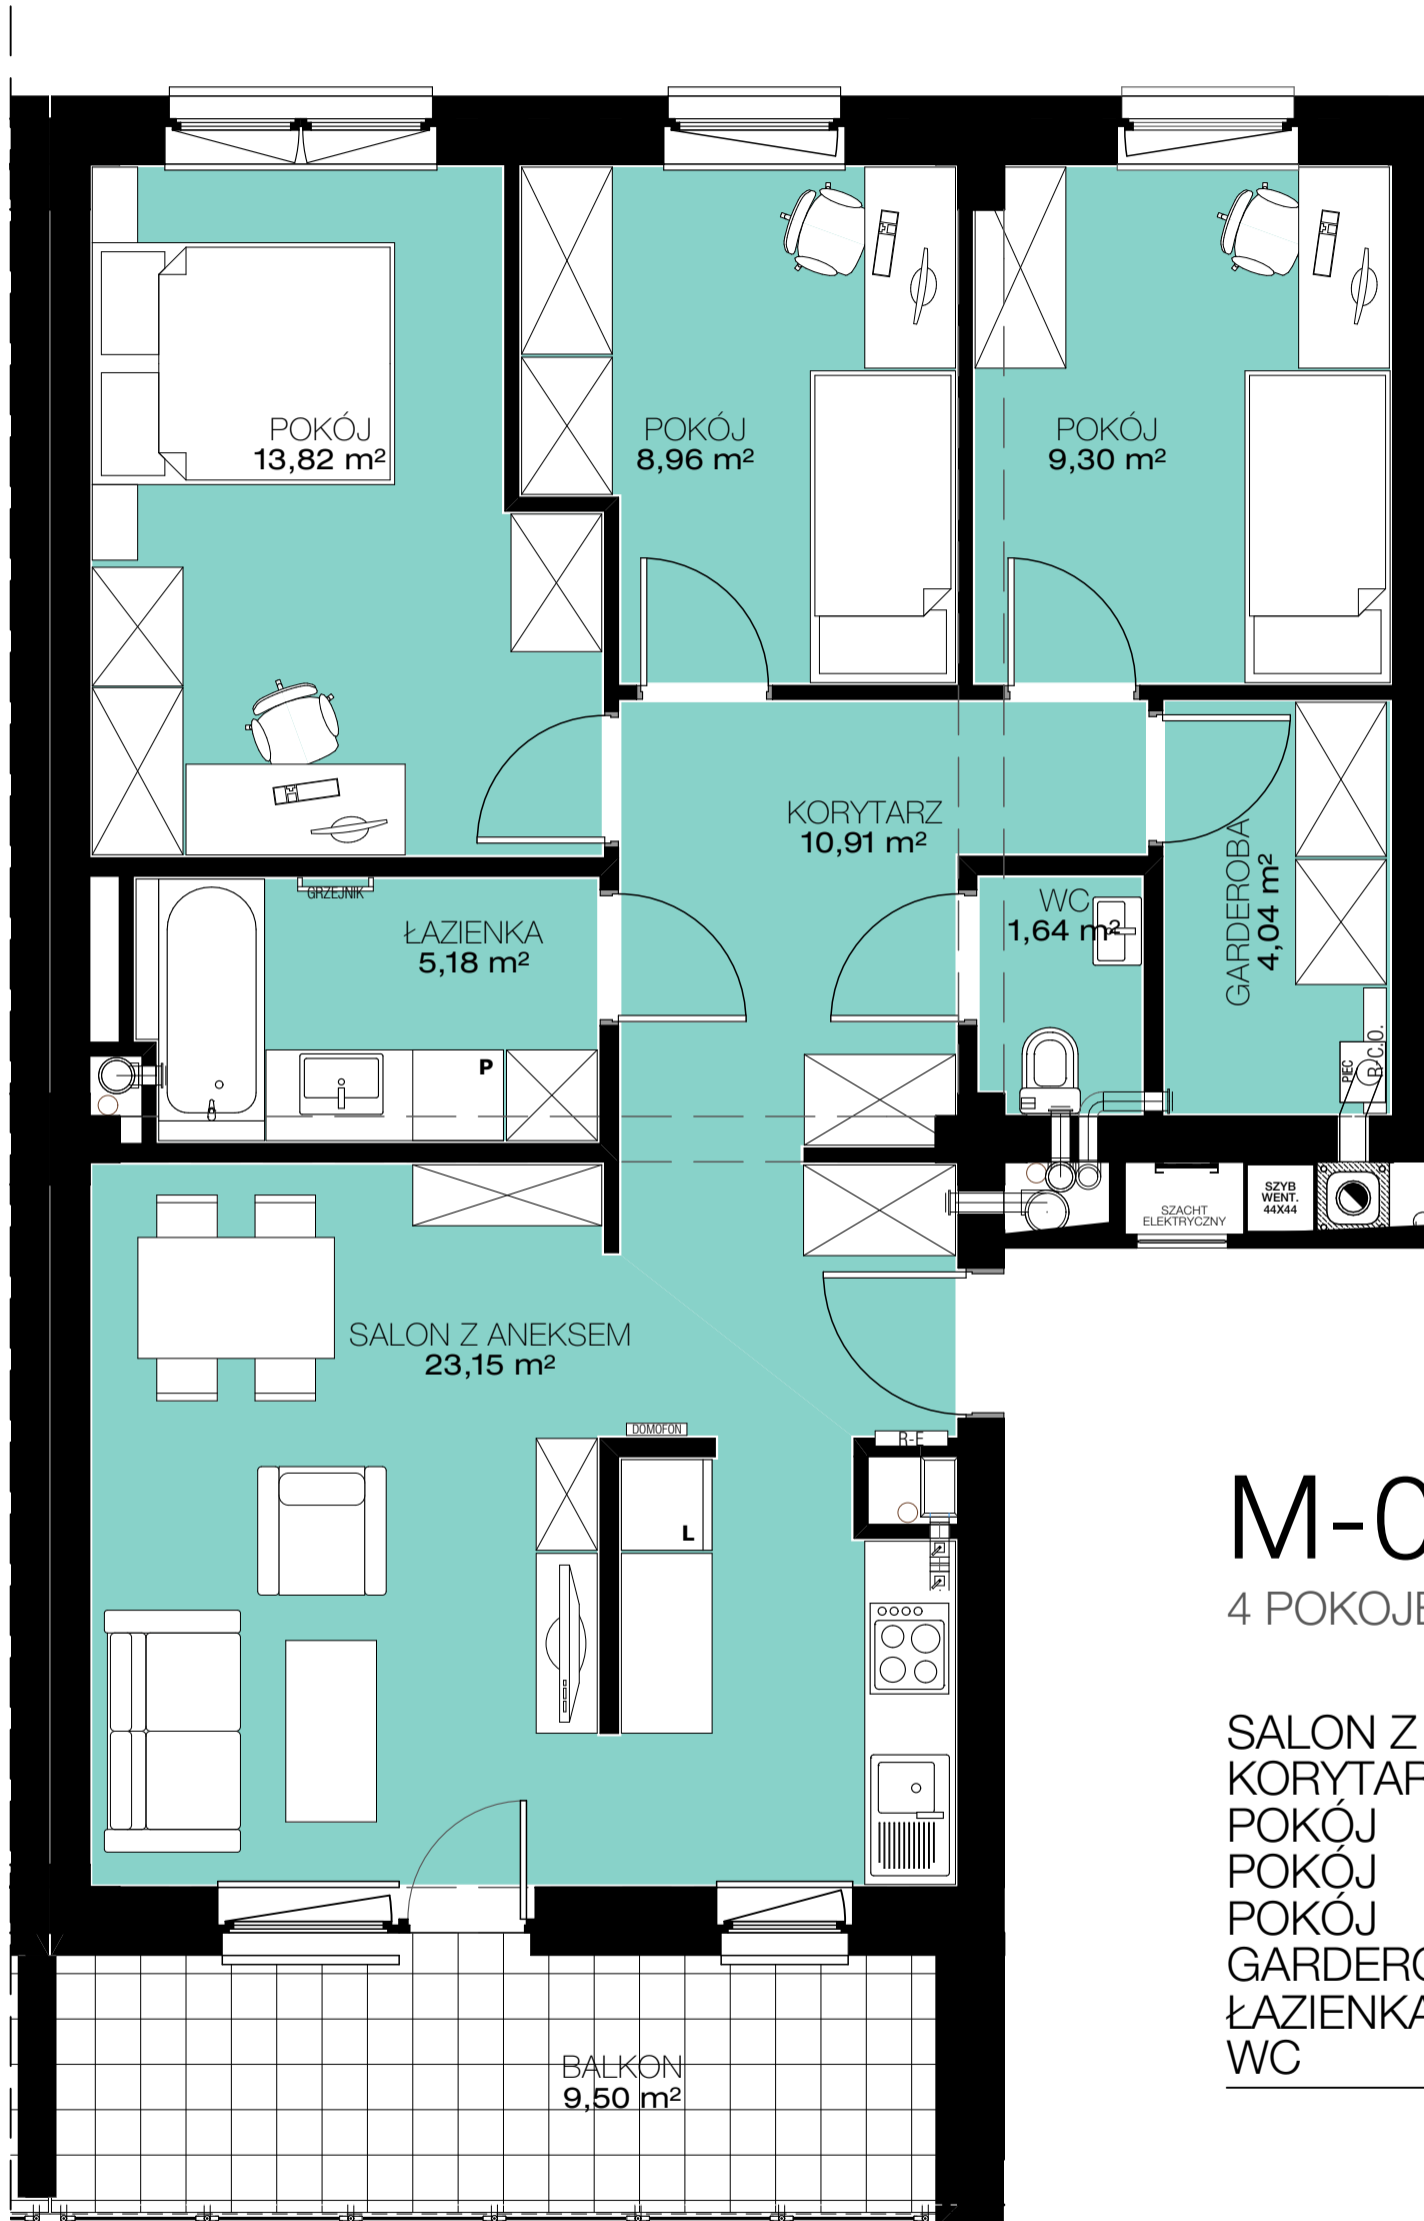 POKÓJ
13,82 m²
POKÓJ
8,96 m²
POKÓJ
9,30 m²
KORYTARZ
10,91 m²
GRZEJNIK
ŁAZIENKA
5,18 m²
P
WC
1,64 m²
GARDEROBA
4,04 m²
PIEC
R-C.O.
SZACHT
ELEKTRYCZNY
SZYB
WENT.
44X44
SALON Z ANEKSEM
23,15 m²
DOMOFON
R-E
L
BALKON
9,50 m²
M-0
4 POKOJE
SALON Z
KORYTAR
POKÓJ
POKÓJ
POKÓJ
GARDERO
ŁAZIENKA
WC